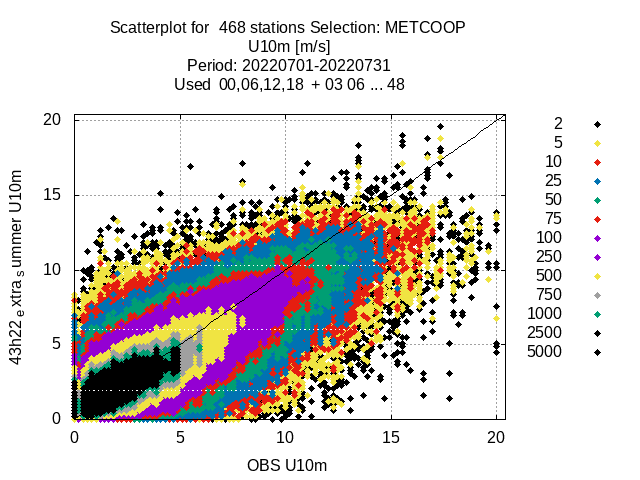 Scatterplot for 468 stations Selection: METCOOP
U10m [m/s]
Period: 20220701-20220731
Used 00,06,12,18 + 03 06 ... 48
43h22 e xtra s ummer U10m
20
15
10
5
0
0 5 10 15 20
OBS U10m
2
5
10
25
50
75
100
250
500
750
1000
2500
5000